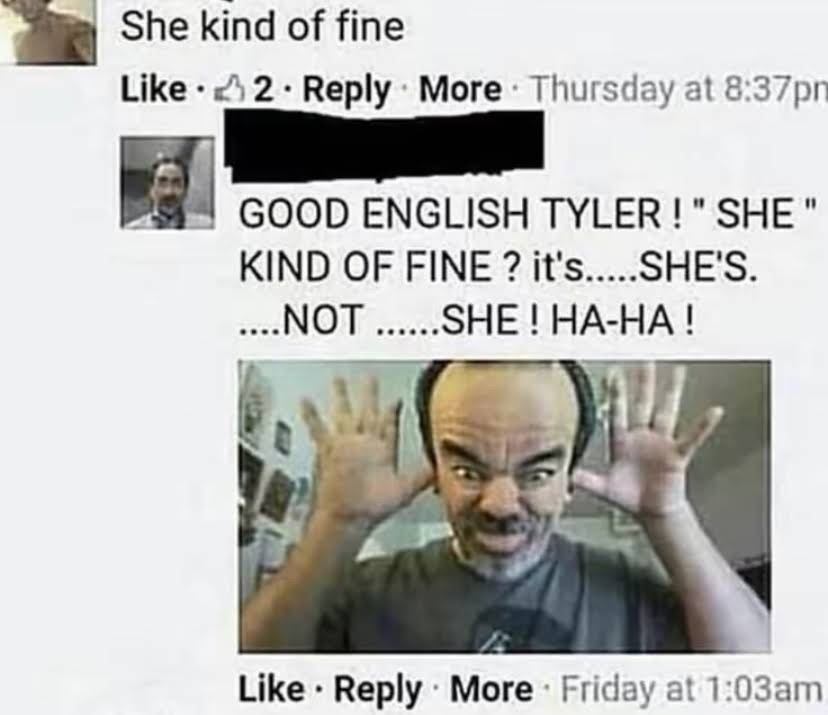 She kind of fine
Like · 2 · Reply · More · Thursday at 8:37pm
GOOD ENGLISH TYLER ! " SHE "
KIND OF FINE ? it's.....SHE'S.
....NOT ......SHE ! HA-HA !
Like · Reply · More · Friday at 1:03am